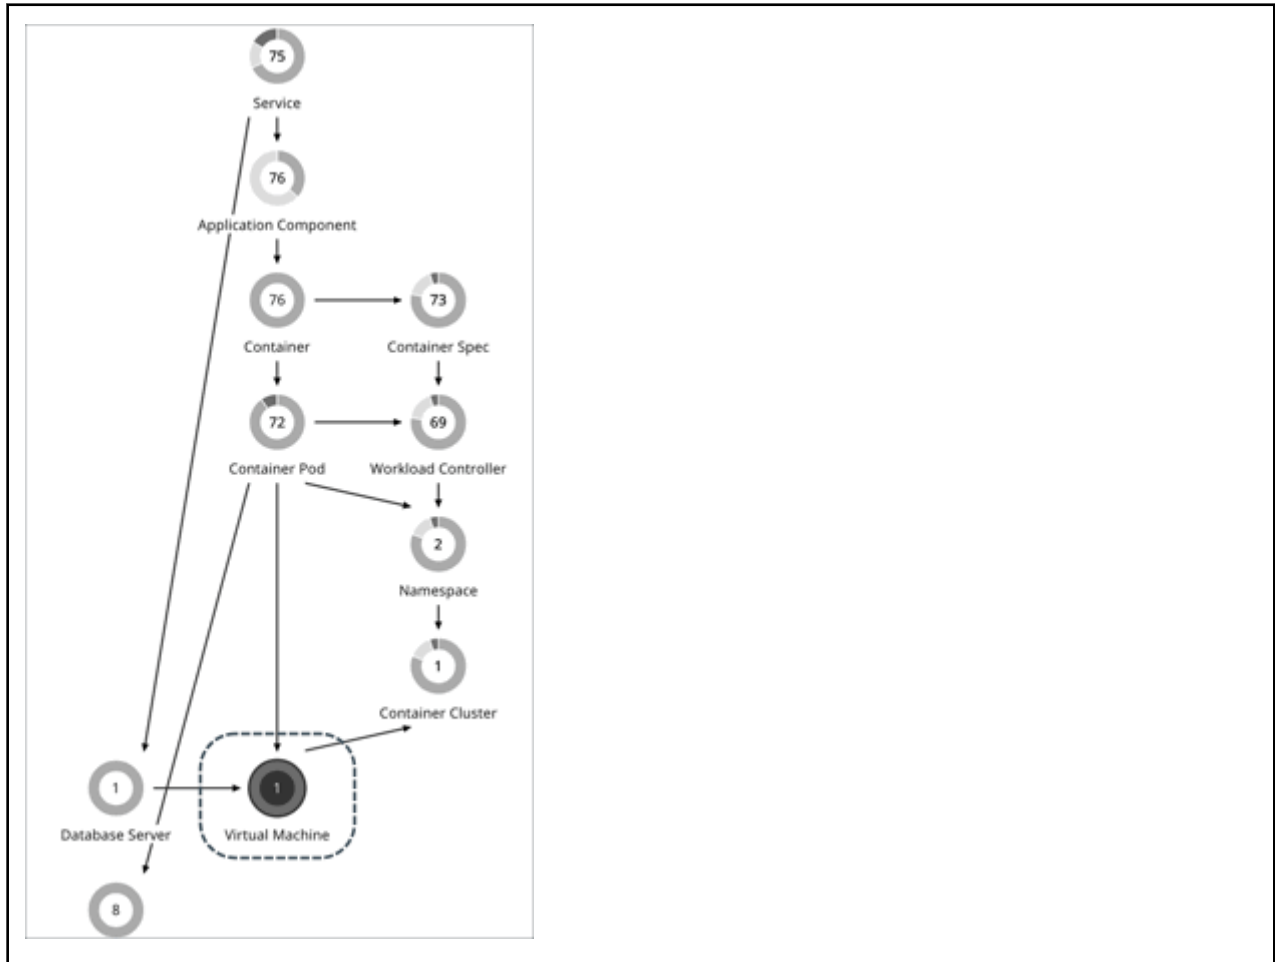 75
Service
76
Application Component
76
73
Container
Container Spec
72
69
Container Pod
Workload Controller
2
Namespace
1
Container Cluster
1
1
Database Server
Virtual Machine
8